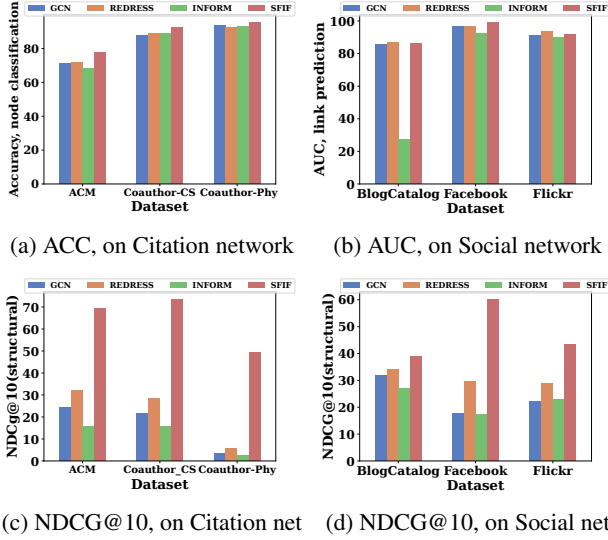 GCN REDRESS INFORM SFIF
Accuracy, node classification
80
60
40
20
0
ACM Coauthor-CS Coauthor-Phy
Dataset
(a) ACC, on Citation network
GCN REDRESS INFORM SFIF
AUC, link prediction
100
80
60
40
20
0
BlogCatalog Facebook Flickr
Dataset
(b) AUC, on Social network
GCN REDRESS INFORM SFIF
NDCg@10(structural)
70
60
50
40
30
20
10
0
ACM Coauthor_CS Coauthor-Phy
Dataset
(c) NDCG@10, on Citation net
GCN REDRESS INFORM SFIF
NDCG@10(structural)
60
50
40
30
20
10
0
BlogCatalog Facebook Flickr
Dataset
(d) NDCG@10, on Social net